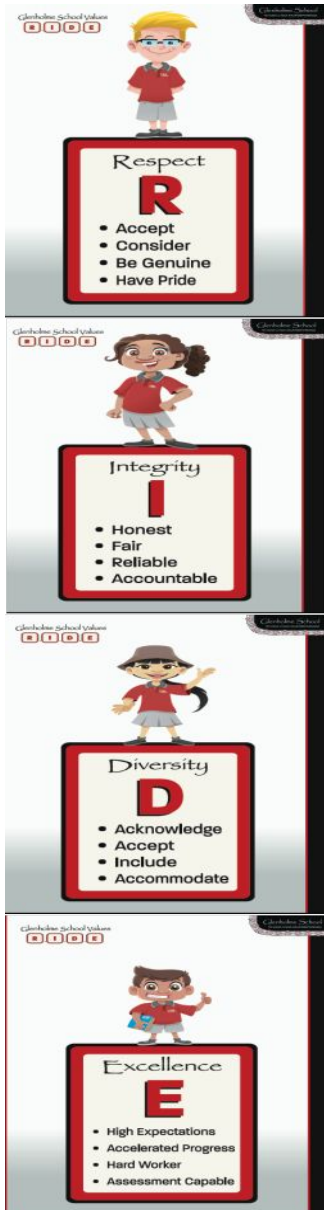 Glenholme School Values
R I D E
Glenholme School
Respect
R
• Accept
• Consider
• Be Genuine
• Have Pride
Glenholme School Values
R I D E
Glenholme School
Integrity
I
• Honest
• Fair
• Reliable
• Accountable
Glenholme School Values
R I D E
Glenholme School
Diversity
D
• Acknowledge
• Accept
• Include
• Accommodate
Glenholme School Values
R I D E
Glenholme School
Excellence
E
• High Expectations
• Accelerated Progress
• Hard Worker
• Assessment Capable